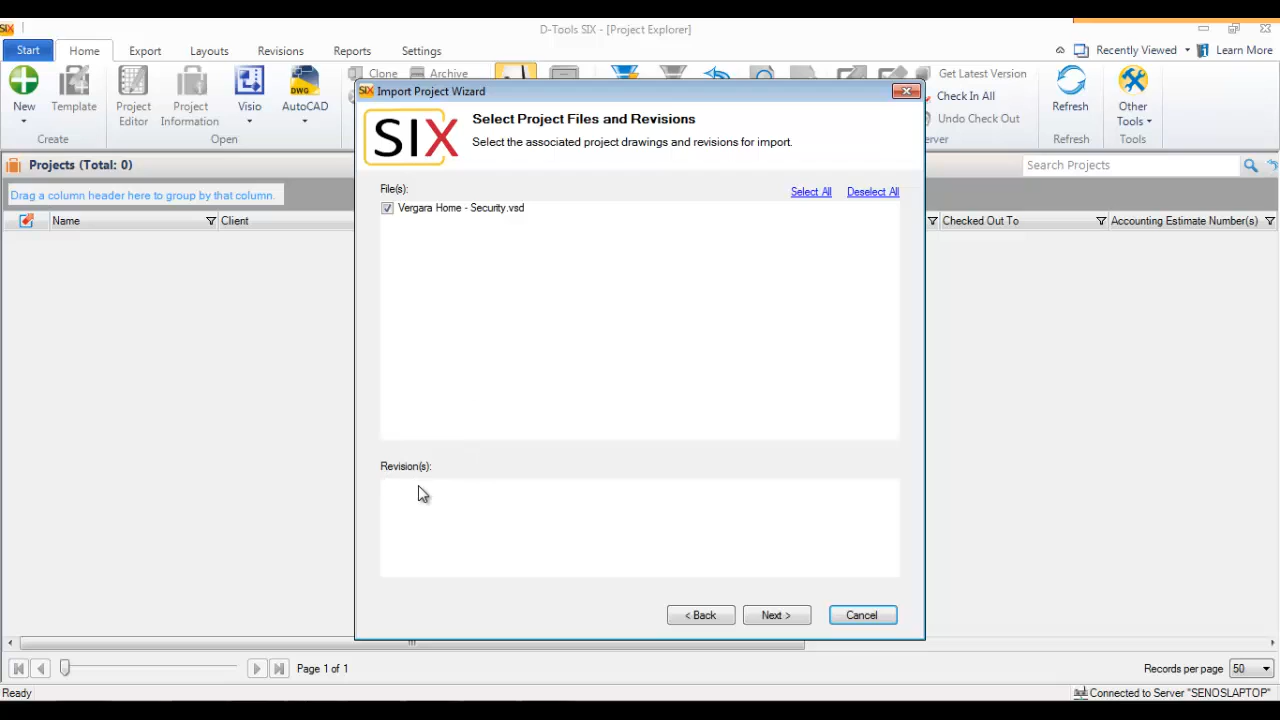 SIX
D-Tools SIX - [Project Explorer]
Start Home Export Layouts Revisions Reports Settings
Recently Viewed Learn More
New Template Project Editor Project Information Visio AutoCAD
DWG
Clone Archive
Get Latest Version
Check In All
Undo Check Out
Refresh
Other Tools
Create Open Refresh Tools
Projects (Total: 0)
Search Projects
Drag a column header here to group by that column.
Name Client Checked Out To Accounting Estimate Number(s)
SIX Import Project Wizard
SIX
Select Project Files and Revisions
Select the associated project drawings and revisions for import.
File(s):
Select All Deselect All
Vergara Home - Security.vsd
Revision(s):
< Back Next > Cancel
Page 1 of 1
Records per page 50
Ready
Connected to Server "SENOSLAPTOP"